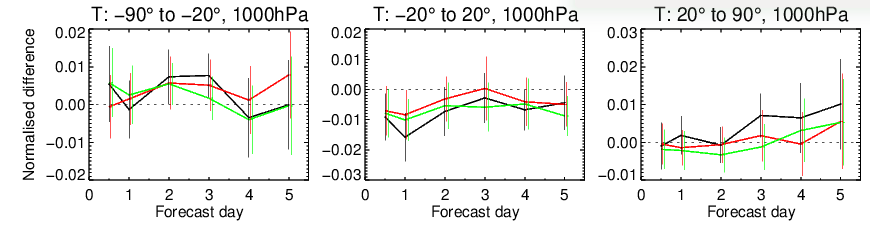 T: −90° to −20°, 1000hPa
T: −20° to 20°, 1000hPa
T: 20° to 90°, 1000hPa
Normalised difference
0.02
0.01
0.00
−0.01
−0.02
0 1 2 3 4 5
Forecast day
0.02
0.01
0.00
−0.01
−0.02
−0.03
0 1 2 3 4 5
Forecast day
0.03
0.02
0.01
0.00
−0.01
0 1 2 3 4 5
Forecast day